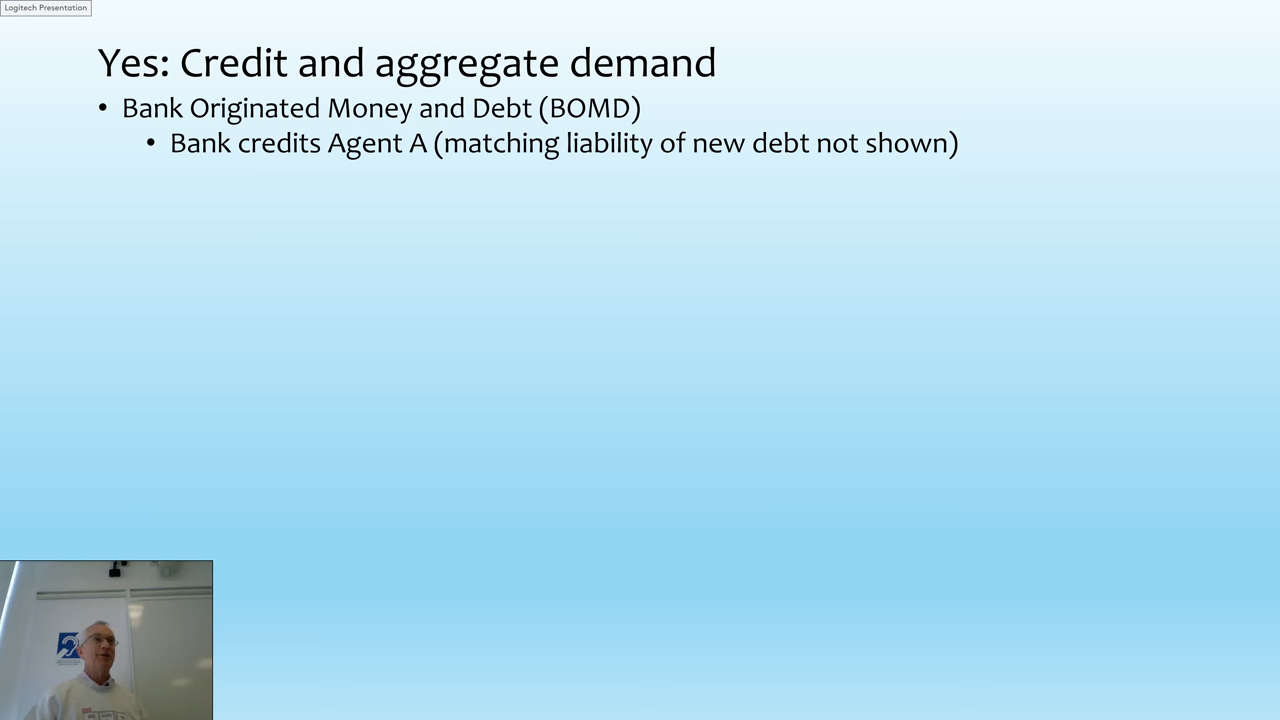 Logitech Presentation
Yes: Credit and aggregate demand
• Bank Originated Money and Debt (BOMD)
• Bank credits Agent A (matching liability of new debt not shown)